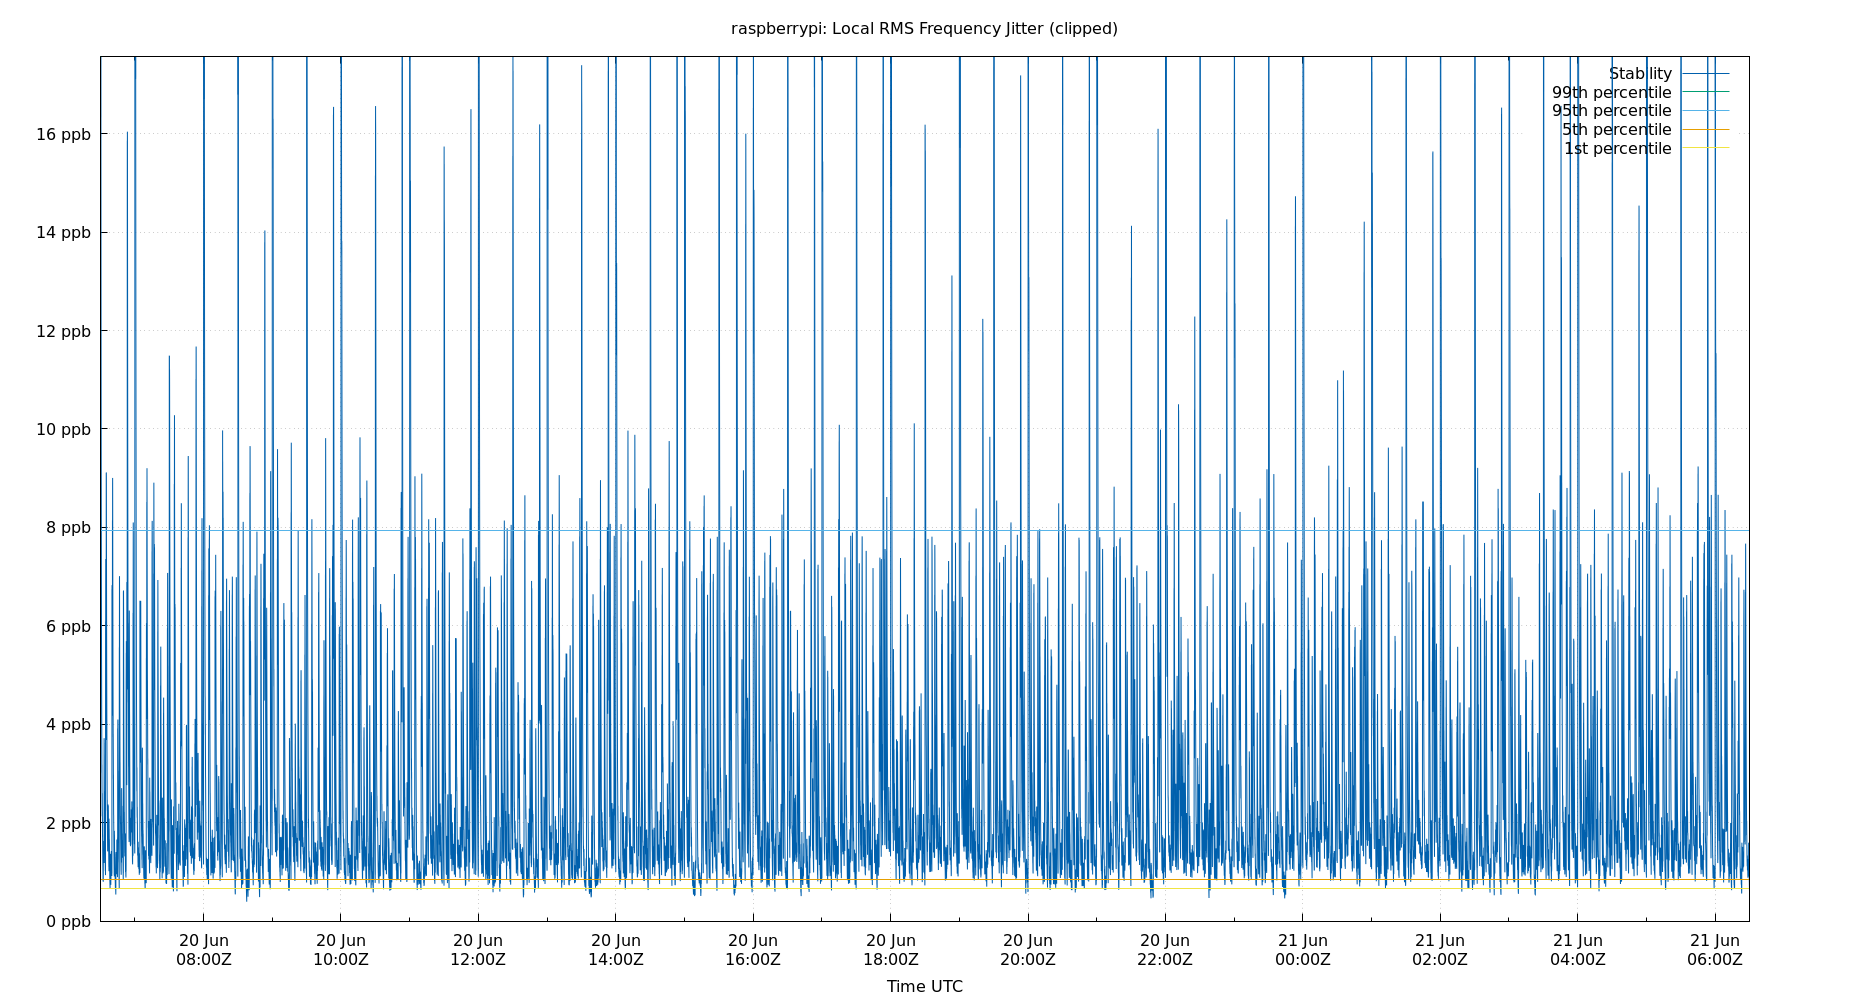 raspberrypi: Local RMS Frequency Jitter (clipped)
Stability
99th percentile
95th percentile
5th percentile
1st percentile
16 ppb
14 ppb
12 ppb
10 ppb
8 ppb
6 ppb
4 ppb
2 ppb
0 ppb
20 Jun 20 Jun 20 Jun 20 Jun 20 Jun 20 Jun 20 Jun 20 Jun 21 Jun 21 Jun 21 Jun 21 Jun
08:00Z 10:00Z 12:00Z 14:00Z 16:00Z 18:00Z 20:00Z 22:00Z 00:00Z 02:00Z 04:00Z 06:00Z
Time UTC